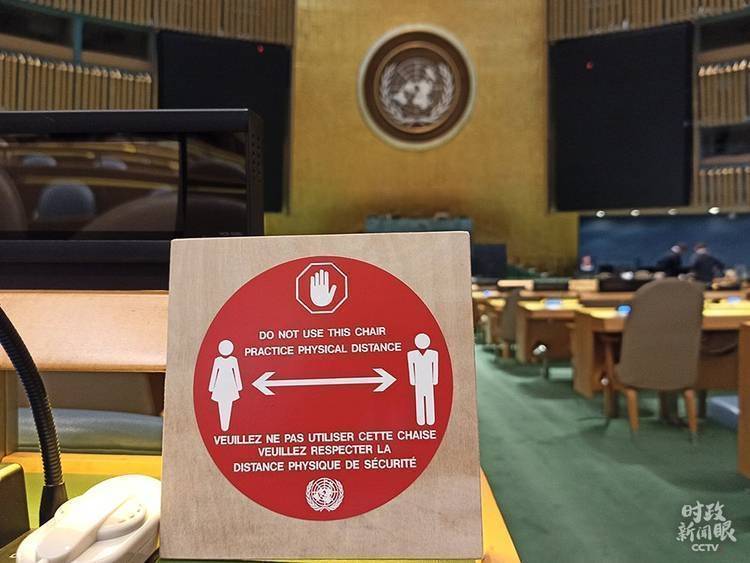 DO NOT USE THIS CHAIR
PRACTICE PHYSICAL DISTANCE
VEUILLEZ NE PAS UTILISER CETTE CHAISE
VEUILLEZ RESPECTER LA
DISTANCE PHYSIQUE DE SÉCURITÉ
时政
新闻眼
CCTV